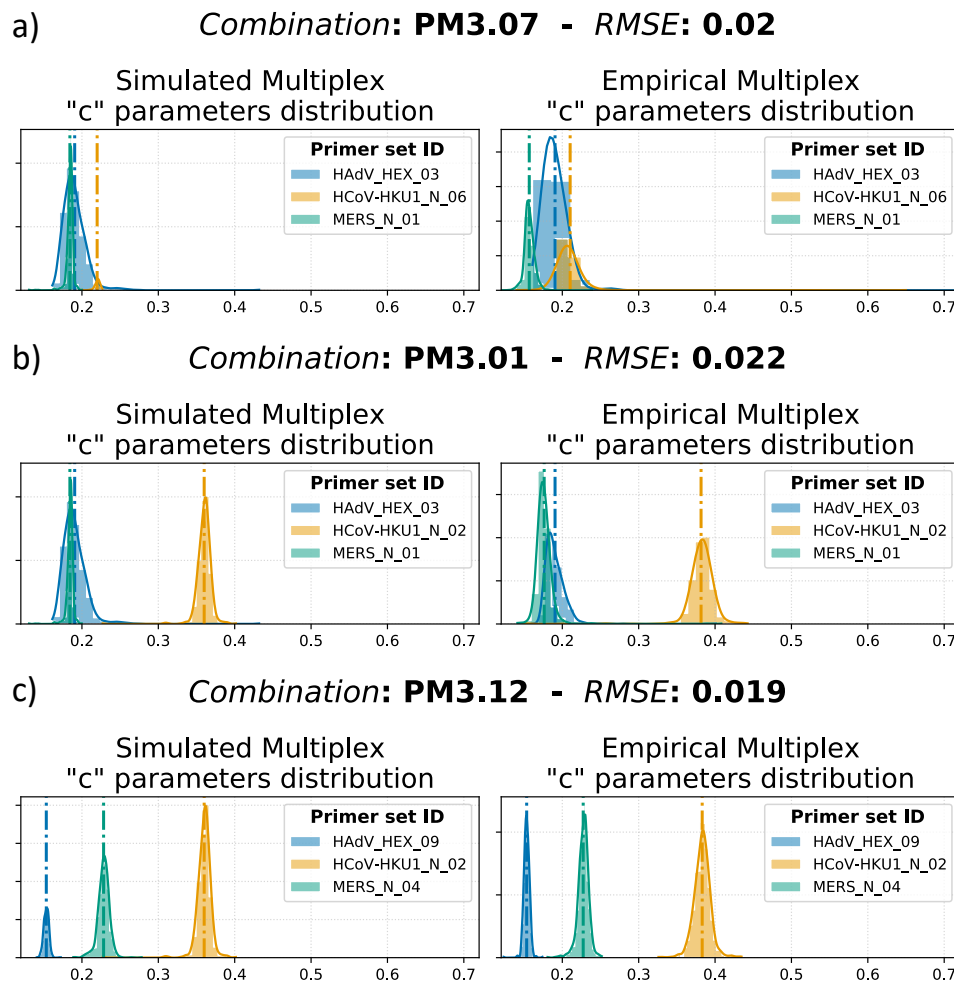 a)
Combination: PM3.07 - RMSE: 0.02
Simulated Multiplex
"c" parameters distribution
Primer set ID
HAdV_HEX_03
HCoV-HKU1_N_06
MERS_N_01
0.2 0.3 0.4 0.5 0.6 0.7
Empirical Multiplex
"c" parameters distribution
Primer set ID
HAdV_HEX_03
HCoV-HKU1_N_06
MERS_N_01
0.2 0.3 0.4 0.5 0.6 0.7
b)
Combination: PM3.01 - RMSE: 0.022
Simulated Multiplex
"c" parameters distribution
Primer set ID
HAdV_HEX_03
HCoV-HKU1_N_02
MERS_N_01
0.2 0.3 0.4 0.5 0.6 0.7
Empirical Multiplex
"c" parameters distribution
Primer set ID
HAdV_HEX_03
HCoV-HKU1_N_02
MERS_N_01
0.2 0.3 0.4 0.5 0.6 0.7
c)
Combination: PM3.12 - RMSE: 0.019
Simulated Multiplex
"c" parameters distribution
Primer set ID
HAdV_HEX_09
HCoV-HKU1_N_02
MERS_N_04
0.2 0.3 0.4 0.5 0.6 0.7
Empirical Multiplex
"c" parameters distribution
Primer set ID
HAdV_HEX_09
HCoV-HKU1_N_02
MERS_N_04
0.2 0.3 0.4 0.5 0.6 0.7